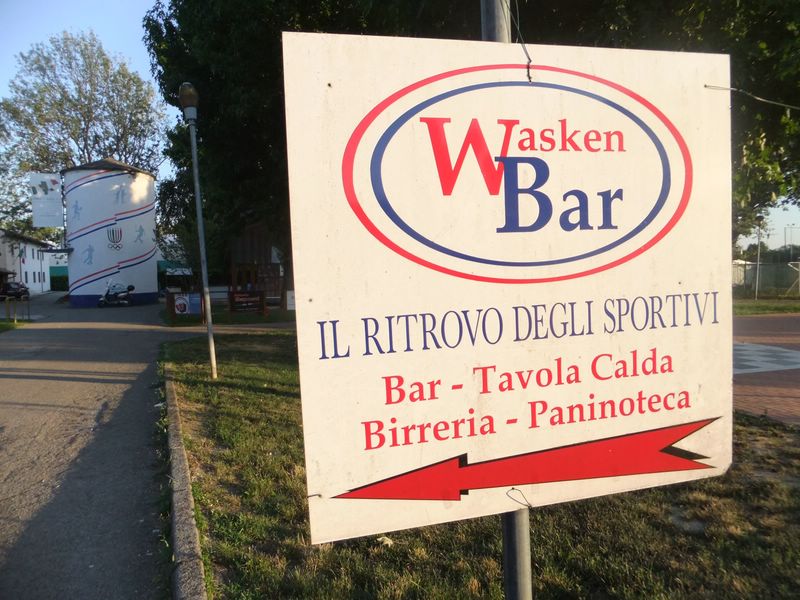 Wasken
Bar
IL RITROVO DEGLI SPORTIVI
Bar - Tavola Calda
Birreria - Paninoteca